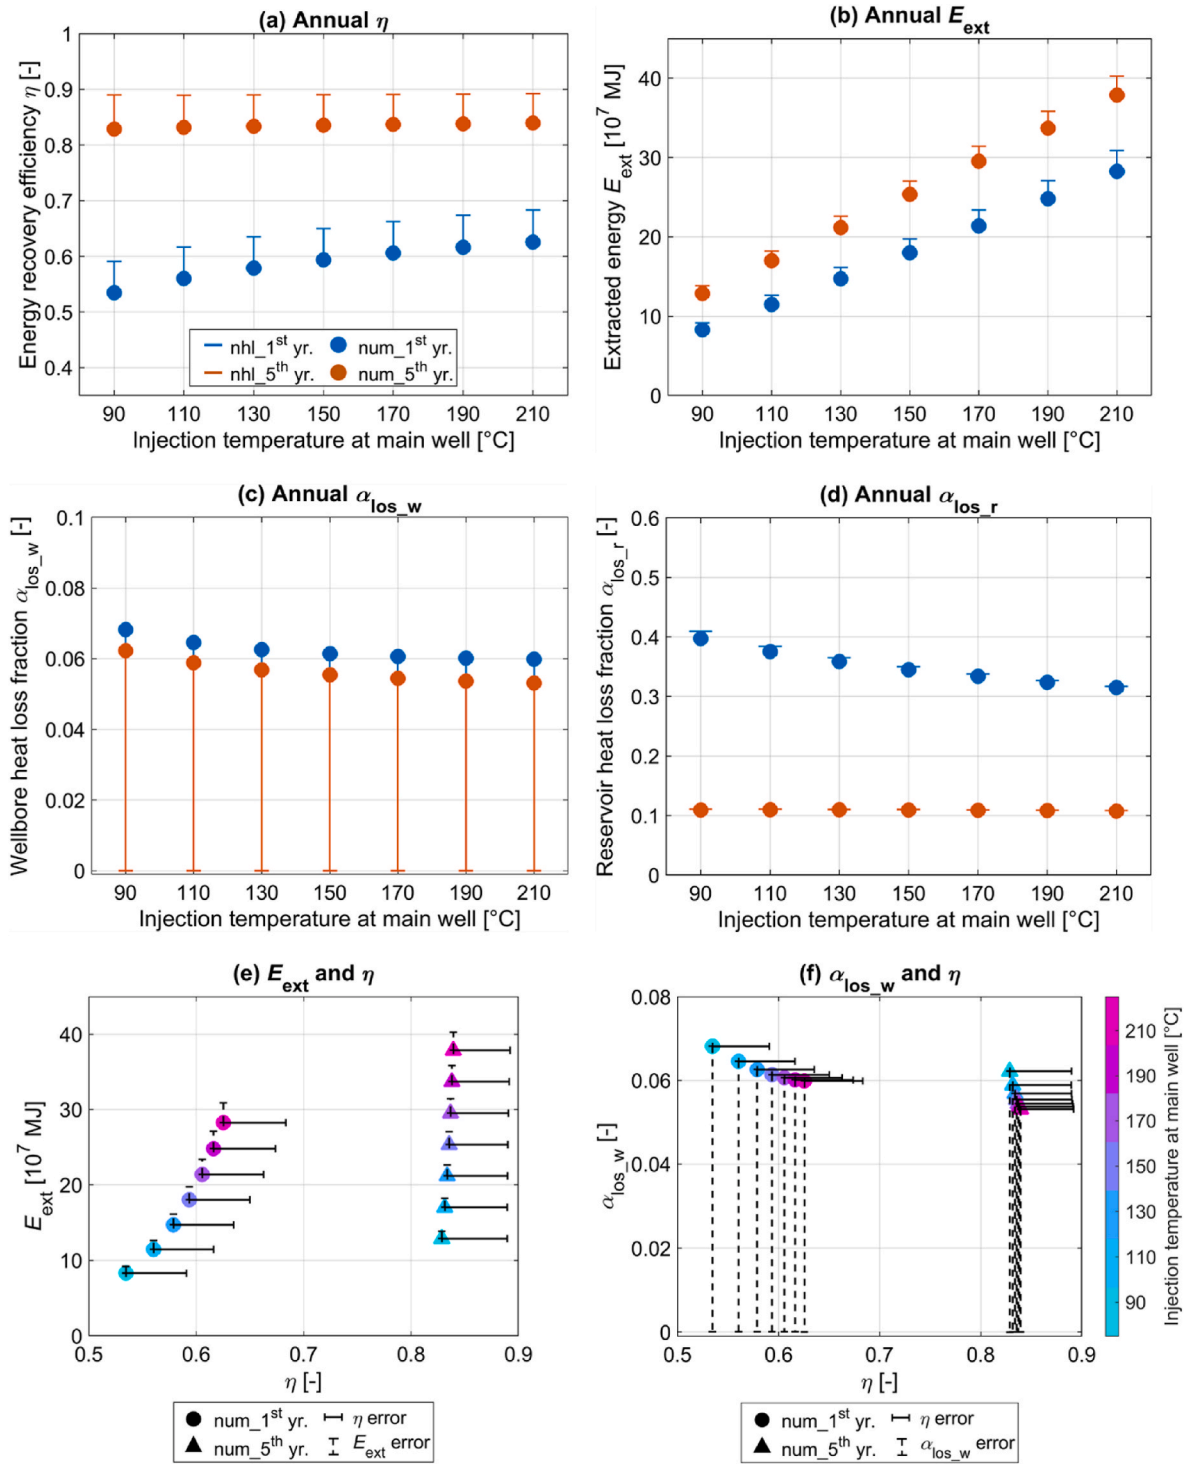 (a) Annual η
Energy recovery efficiency η [-]
1
0.9
0.8
0.7
0.6
0.5
0.4
nhl_1st yr. num_1st yr.
nhl_5th yr. num_5th yr.
90 110 130 150 170 190 210
Injection temperature at main well [°C]
(b) Annual Eext
Extracted energy Eext [10⁷ MJ]
40
30
20
10
0
90 110 130 150 170 190 210
Injection temperature at main well [°C]
(c) Annual αlos_w
Wellbore heat loss fraction αlos_w [-]
0.1
0.08
0.06
0.04
0.02
0
90 110 130 150 170 190 210
Injection temperature at main well [°C]
(d) Annual αlos_r
Reservoir heat loss fraction αlos_r [-]
0.6
0.5
0.4
0.3
0.2
0.1
0
90 110 130 150 170 190 210
Injection temperature at main well [°C]
(e) Eext and η
Eext [10⁷ MJ]
40
30
20
10
0
0.5 0.6 0.7 0.8 0.9
η [-]
num_1st yr. η error
num_5th yr. Eext error
(f) αlos_w and η
αlos_w [-]
0.08
0.06
0.04
0.02
0
0.5 0.6 0.7 0.8 0.9
η [-]
num_1st yr. η error
num_5th yr. αlos_w error
210
190
170
150
130
110
90
Injection temperature at main well [°C]